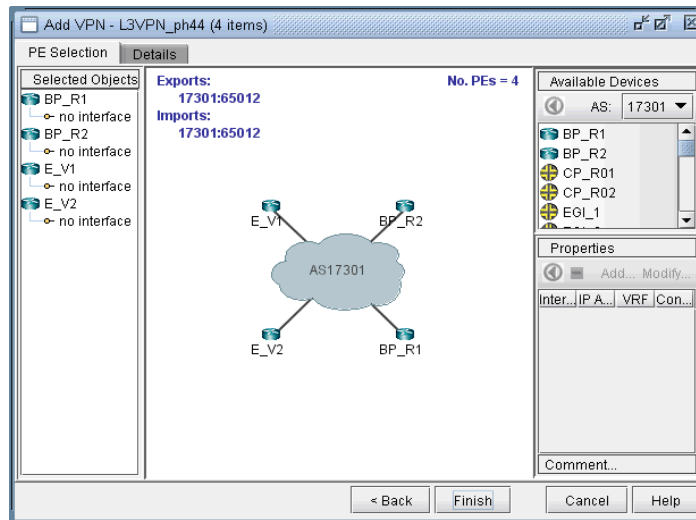 Add VPN - L3VPN_ph44 (4 items)
PE Selection
Details
Selected Objects
BP_R1
no interface
BP_R2
no interface
E_V1
no interface
E_V2
no interface
Exports:
17301:65012
Imports:
17301:65012
No. PEs = 4
E_V1
BP_R2
AS17301
E_V2
BP_R1
Available Devices
AS: 17301
BP_R1
BP_R2
CP_R01
CP_R02
EGI_1
Properties
Add... Modify...
Inter... IP A... VRF Con...
Comment...
< Back
Finish
Cancel
Help